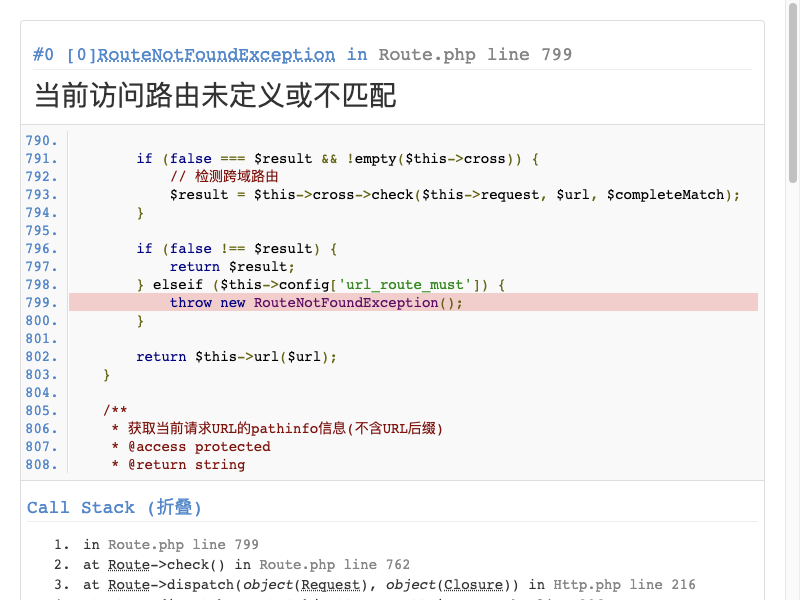 #0 [0]RouteNotFoundException in Route.php line 799
当前访问路由未定义或不匹配
790.
791. if (false === $result && !empty($this->cross)) {
792. // 检测跨域路由
793. $result = $this->cross->check($this->request, $url, $completeMatch);
794. }
795.
796. if (false !== $result) {
797. return $result;
798. } elseif ($this->config['url_route_must']) {
799. throw new RouteNotFoundException();
800. }
801.
802. return $this->url($url);
803. }
804.
805. /**
806. * 获取当前请求URL的pathinfo信息(不含URL后缀)
807. * @access protected
808. * @return string
Call Stack (折叠)
1. in Route.php line 799
2. at Route->check() in Route.php line 762
3. at Route->dispatch(object(Request), object(Closure)) in Http.php line 216